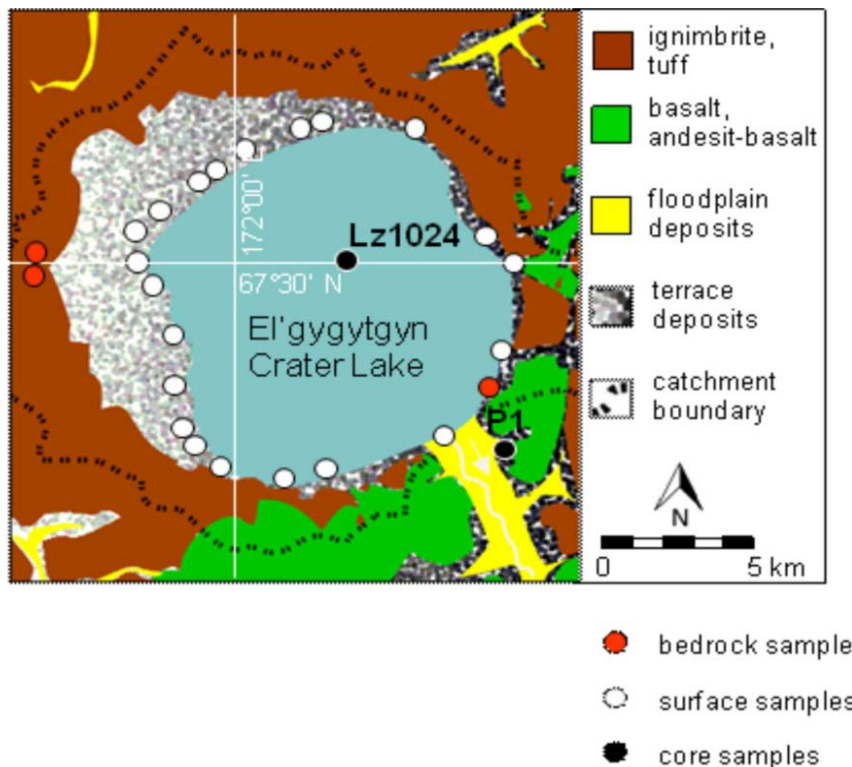 ignimbrite,
tuff
basalt,
andesit-basalt
floodplain
deposits
terrace
deposits
catchment
boundary
N
0 5 km
172°00' E
Lz1024
67°30' N
El'gygytgyn
Crater Lake
P1
bedrock sample
surface samples
core samples